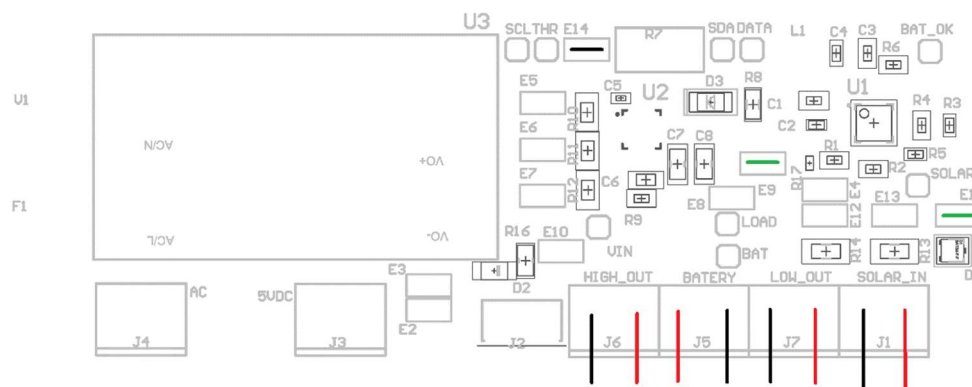 U3
SCL THR E14 R7 SDA DATA L1 C4 C3 R6 BAT_OK
V1
E5 C5 U2 D3 R8 C1 U1
R10
C2 R4 R3
AC/N VO+
E6 R11 C7 C8 R1 R5
R17 R2
E7 R12 C6 E9 E4 SOLAR
F1
R9 E8 E12 E13 E1
LOAD
AC/L VO-
R16 E10 VIN BAT R14 R13
E3 D2 D
HIGH_OUT BATERY LOW_OUT SOLAR_IN
AC 5VDC
E2
J4 J3 J2 J6 J5 J7 J1